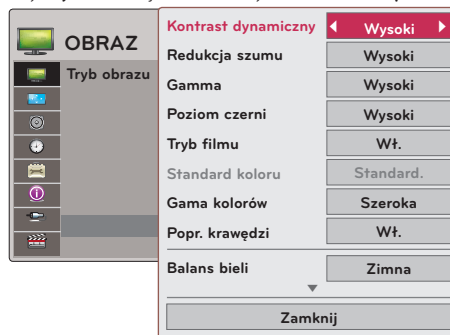 OBRAZ
Tryb obrazu
Kontrast dynamiczny Wysoki
Redukcja szumu Wysoki
Gamma Wysoki
Poziom czerni Wysoki
Tryb filmu Wł.
Standard koloru Standard.
Gama kolorów Szeroka
Popr. krawędzi Wł.
Balans bieli Zimna
Zamknij